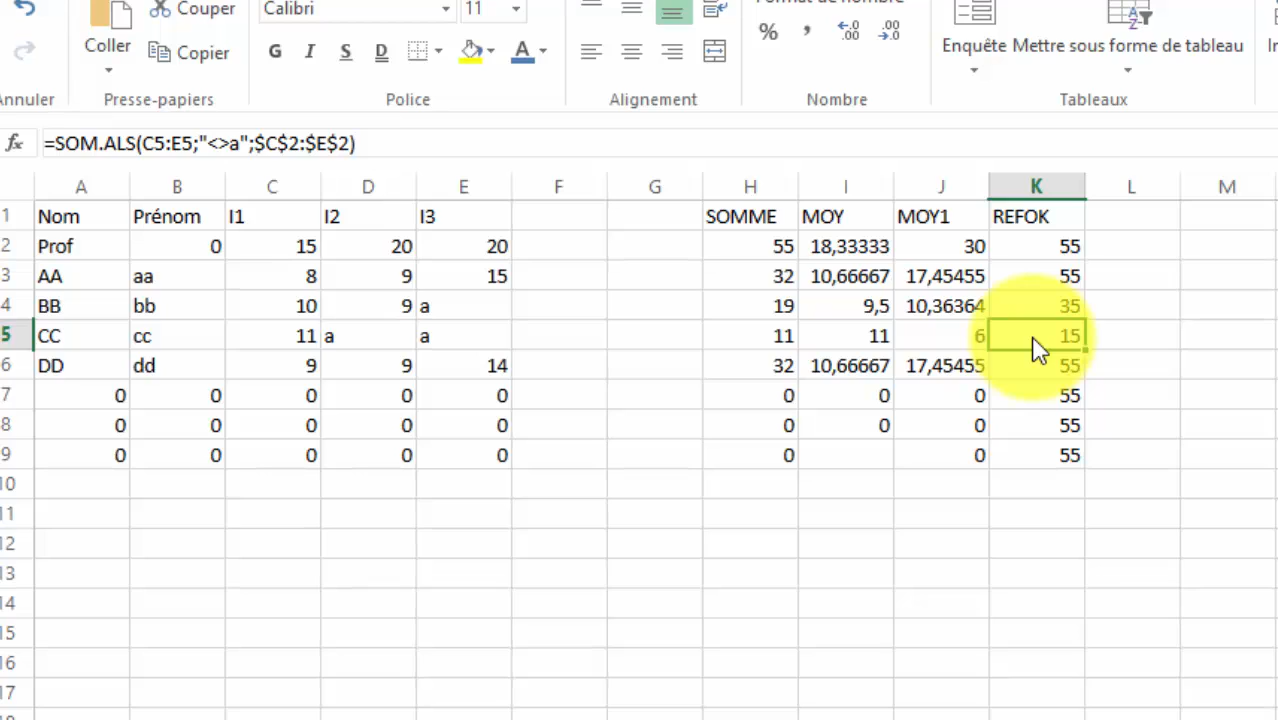 Couper
Calibri 11
Coller
Copier
G I S D A
% ,
←,0 ,00
,00 →,0
Enquête Mettre sous forme de tableau
Annuler Presse-papiers Police Alignement Nombre Tableaux
fx =SOM.ALS(C5:E5;"<>a";$C$2:$E$2)
A B C D E F G H I J K L M
1 Nom Prénom I1 I2 I3 SOMME MOY MOY1 REFOK
2 Prof 0 15 20 20 55 18,33333 30 55
3 AA aa 8 9 15 32 10,66667 17,45455 55
4 BB bb 10 9 a 19 9,5 10,36364 35
5 CC cc 11 a a 11 11 6 15
6 DD dd 9 9 14 32 10,66667 17,45455 55
7 0 0 0 0 0 0 0 0 55
8 0 0 0 0 0 0 0 0 55
9 0 0 0 0 0 0 0 55
10
11
12
13
14
15
16
17